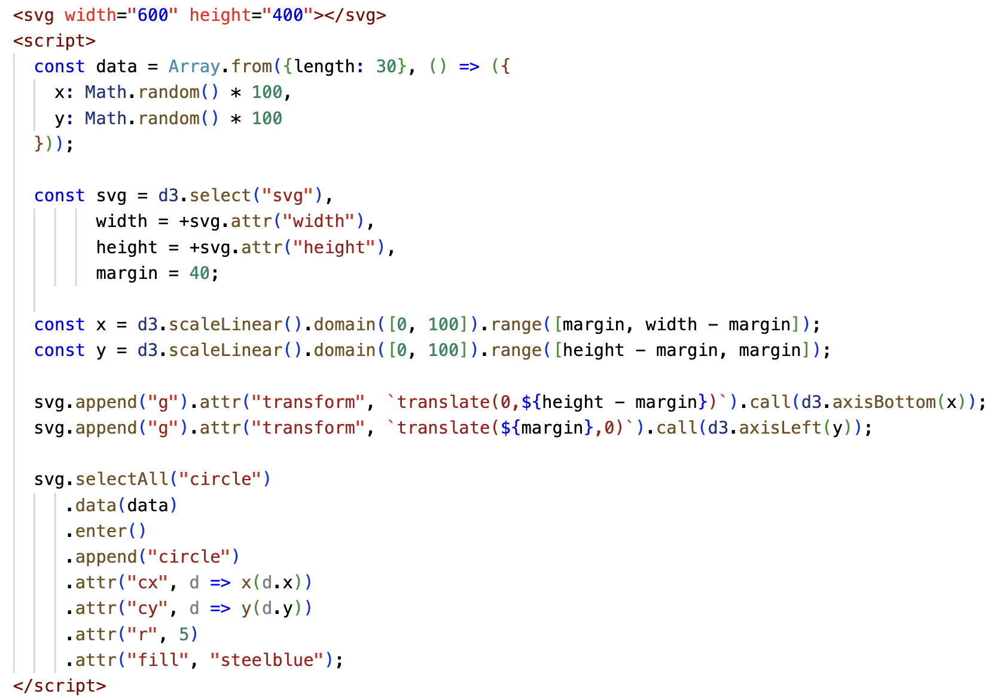 <svg width="600" height="400"></svg>
<script>
  const data = Array.from({length: 30}, () => ({
    x: Math.random() * 100,
    y: Math.random() * 100
  }));

  const svg = d3.select("svg"),
        width = +svg.attr("width"),
        height = +svg.attr("height"),
        margin = 40;

  const x = d3.scaleLinear().domain([0, 100]).range([margin, width - margin]);
  const y = d3.scaleLinear().domain([0, 100]).range([height - margin, margin]);

  svg.append("g").attr("transform", `translate(0,${height - margin})`).call(d3.axisBottom(x));
  svg.append("g").attr("transform", `translate(${margin},0)`).call(d3.axisLeft(y));

  svg.selectAll("circle")
     .data(data)
     .enter()
     .append("circle")
     .attr("cx", d => x(d.x))
     .attr("cy", d => y(d.y))
     .attr("r", 5)
     .attr("fill", "steelblue");
</script>